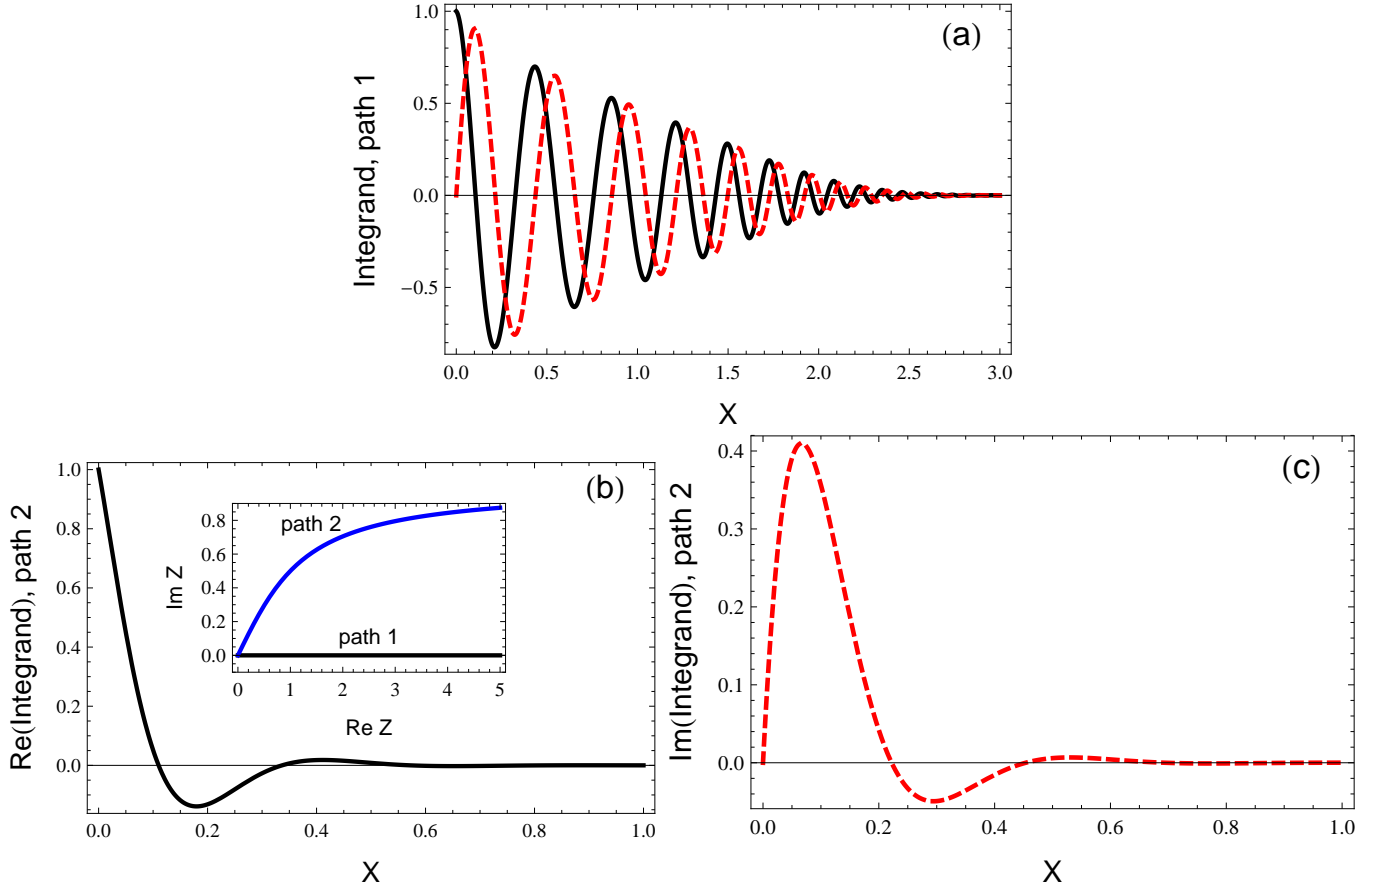 (a)
Integrand, path 1
1.0
0.5
0.0
−0.5
0.0 0.5 1.0 1.5 2.0 2.5 3.0
X
(b)
Re(Integrand), path 2
1.0
0.8
0.6
0.4
0.2
0.0
0.0 0.2 0.4 0.6 0.8 1.0
X
path 2
path 1
Im Z
0.8
0.6
0.4
0.2
0.0
0 1 2 3 4 5
Re Z
(c)
Im(Integrand), path 2
0.4
0.3
0.2
0.1
0.0
0.0 0.2 0.4 0.6 0.8 1.0
X